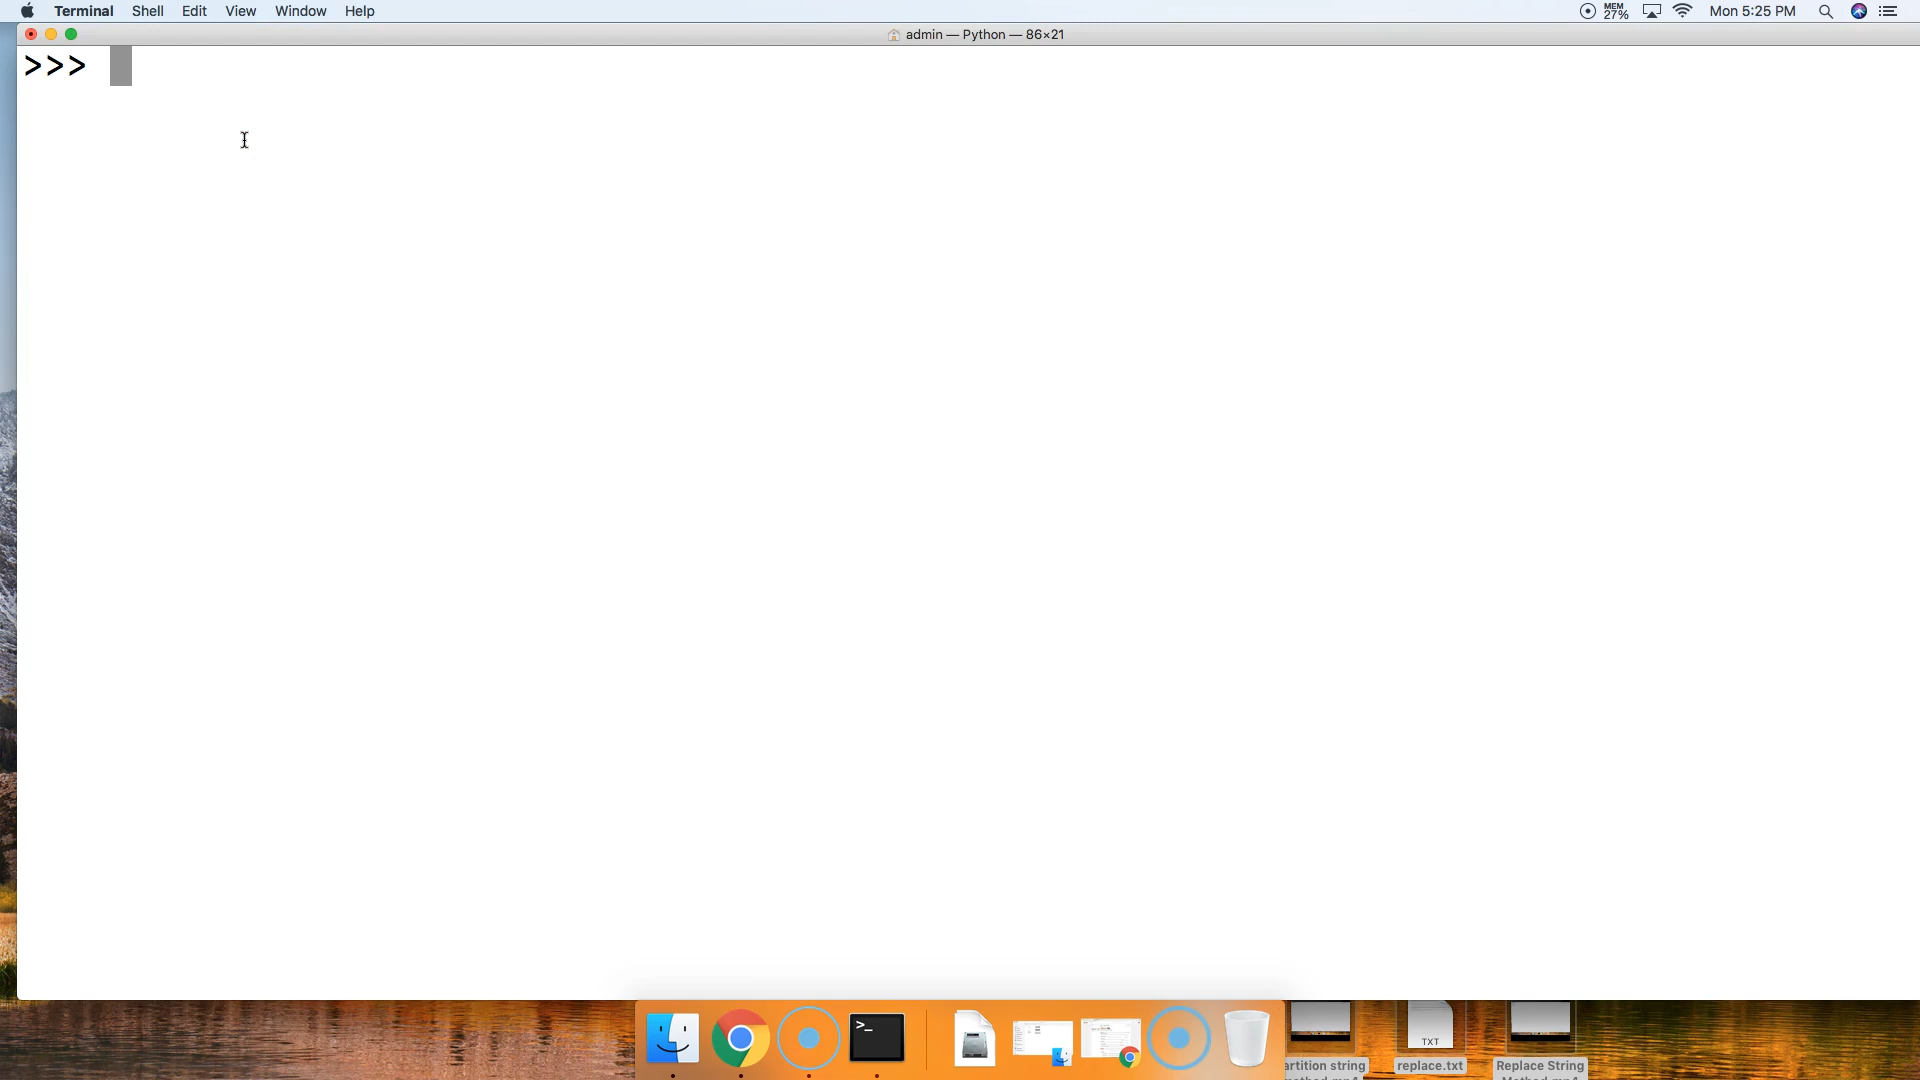 Terminal Shell Edit View Window Help
MEM
27%
Mon 5:25 PM
admin — Python — 86×21
>>>
>_
TXT
artition string
replace.txt
Replace String